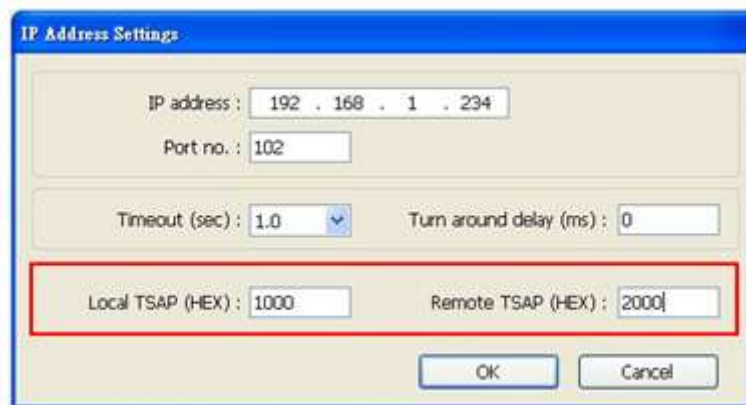 IP Address Settings
IP address : 192 . 168 . 1 . 234
Port no. : 102
Timeout (sec) : 1.0 Turn around delay (ms) : 0
Local TSAP (HEX) : 1000 Remote TSAP (HEX) : 2000
OK Cancel